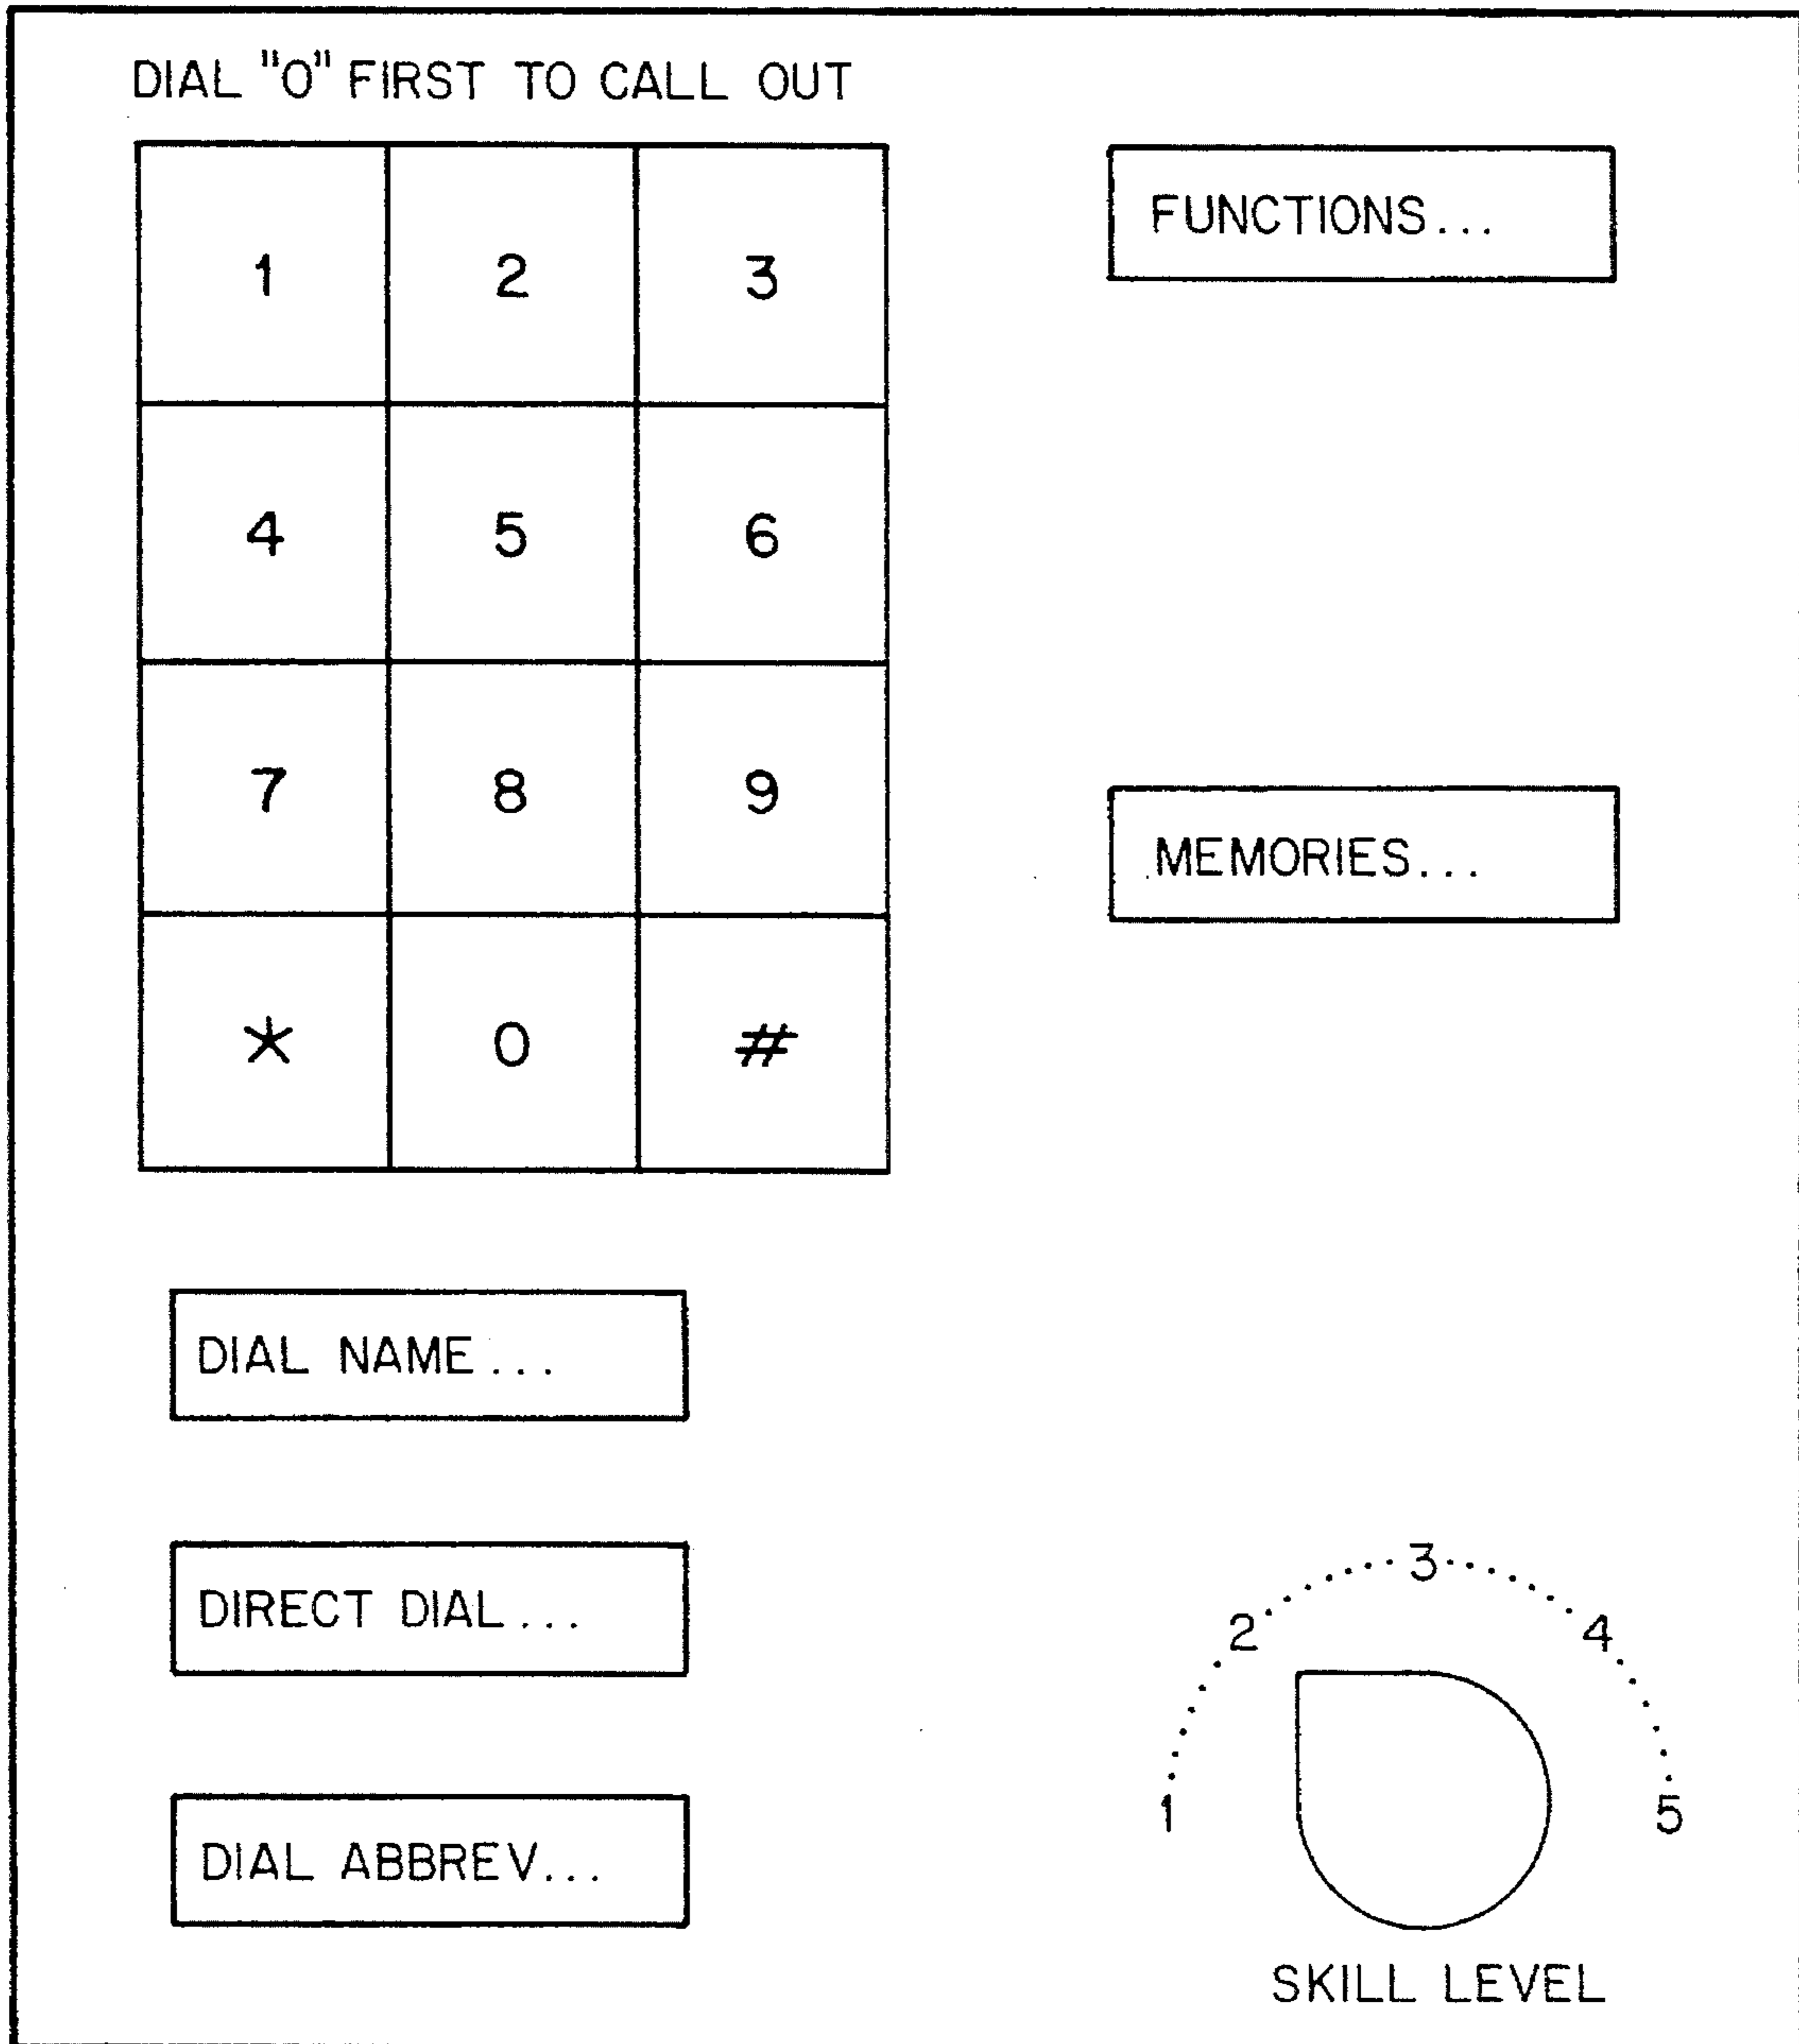 DIAL "0" FIRST TO CALL OUT
1 2 3
FUNCTIONS...
4 5 6
7 8 9
MEMORIES...
* 0 #
DIAL NAME...
DIRECT DIAL...
DIAL ABBREV...
3
2 4
1 5
SKILL LEVEL